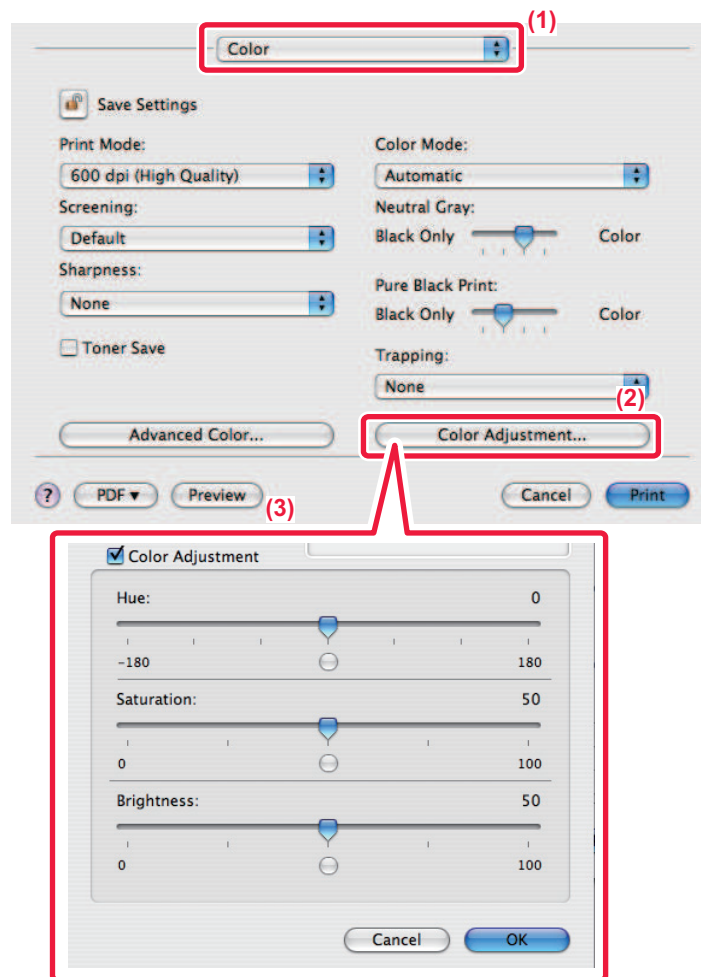 (1)
Color
Save Settings
Print Mode:
600 dpi (High Quality)
Screening:
Default
Sharpness:
None
Toner Save
Color Mode:
Automatic
Neutral Gray:
Black Only Color
Pure Black Print:
Black Only Color
Trapping:
None
(2)
Advanced Color... Color Adjustment...
? PDF▼ Preview Cancel Print
(3)
Color Adjustment
Hue: 0
-180 180
Saturation: 50
0 100
Brightness: 50
0 100
Cancel OK